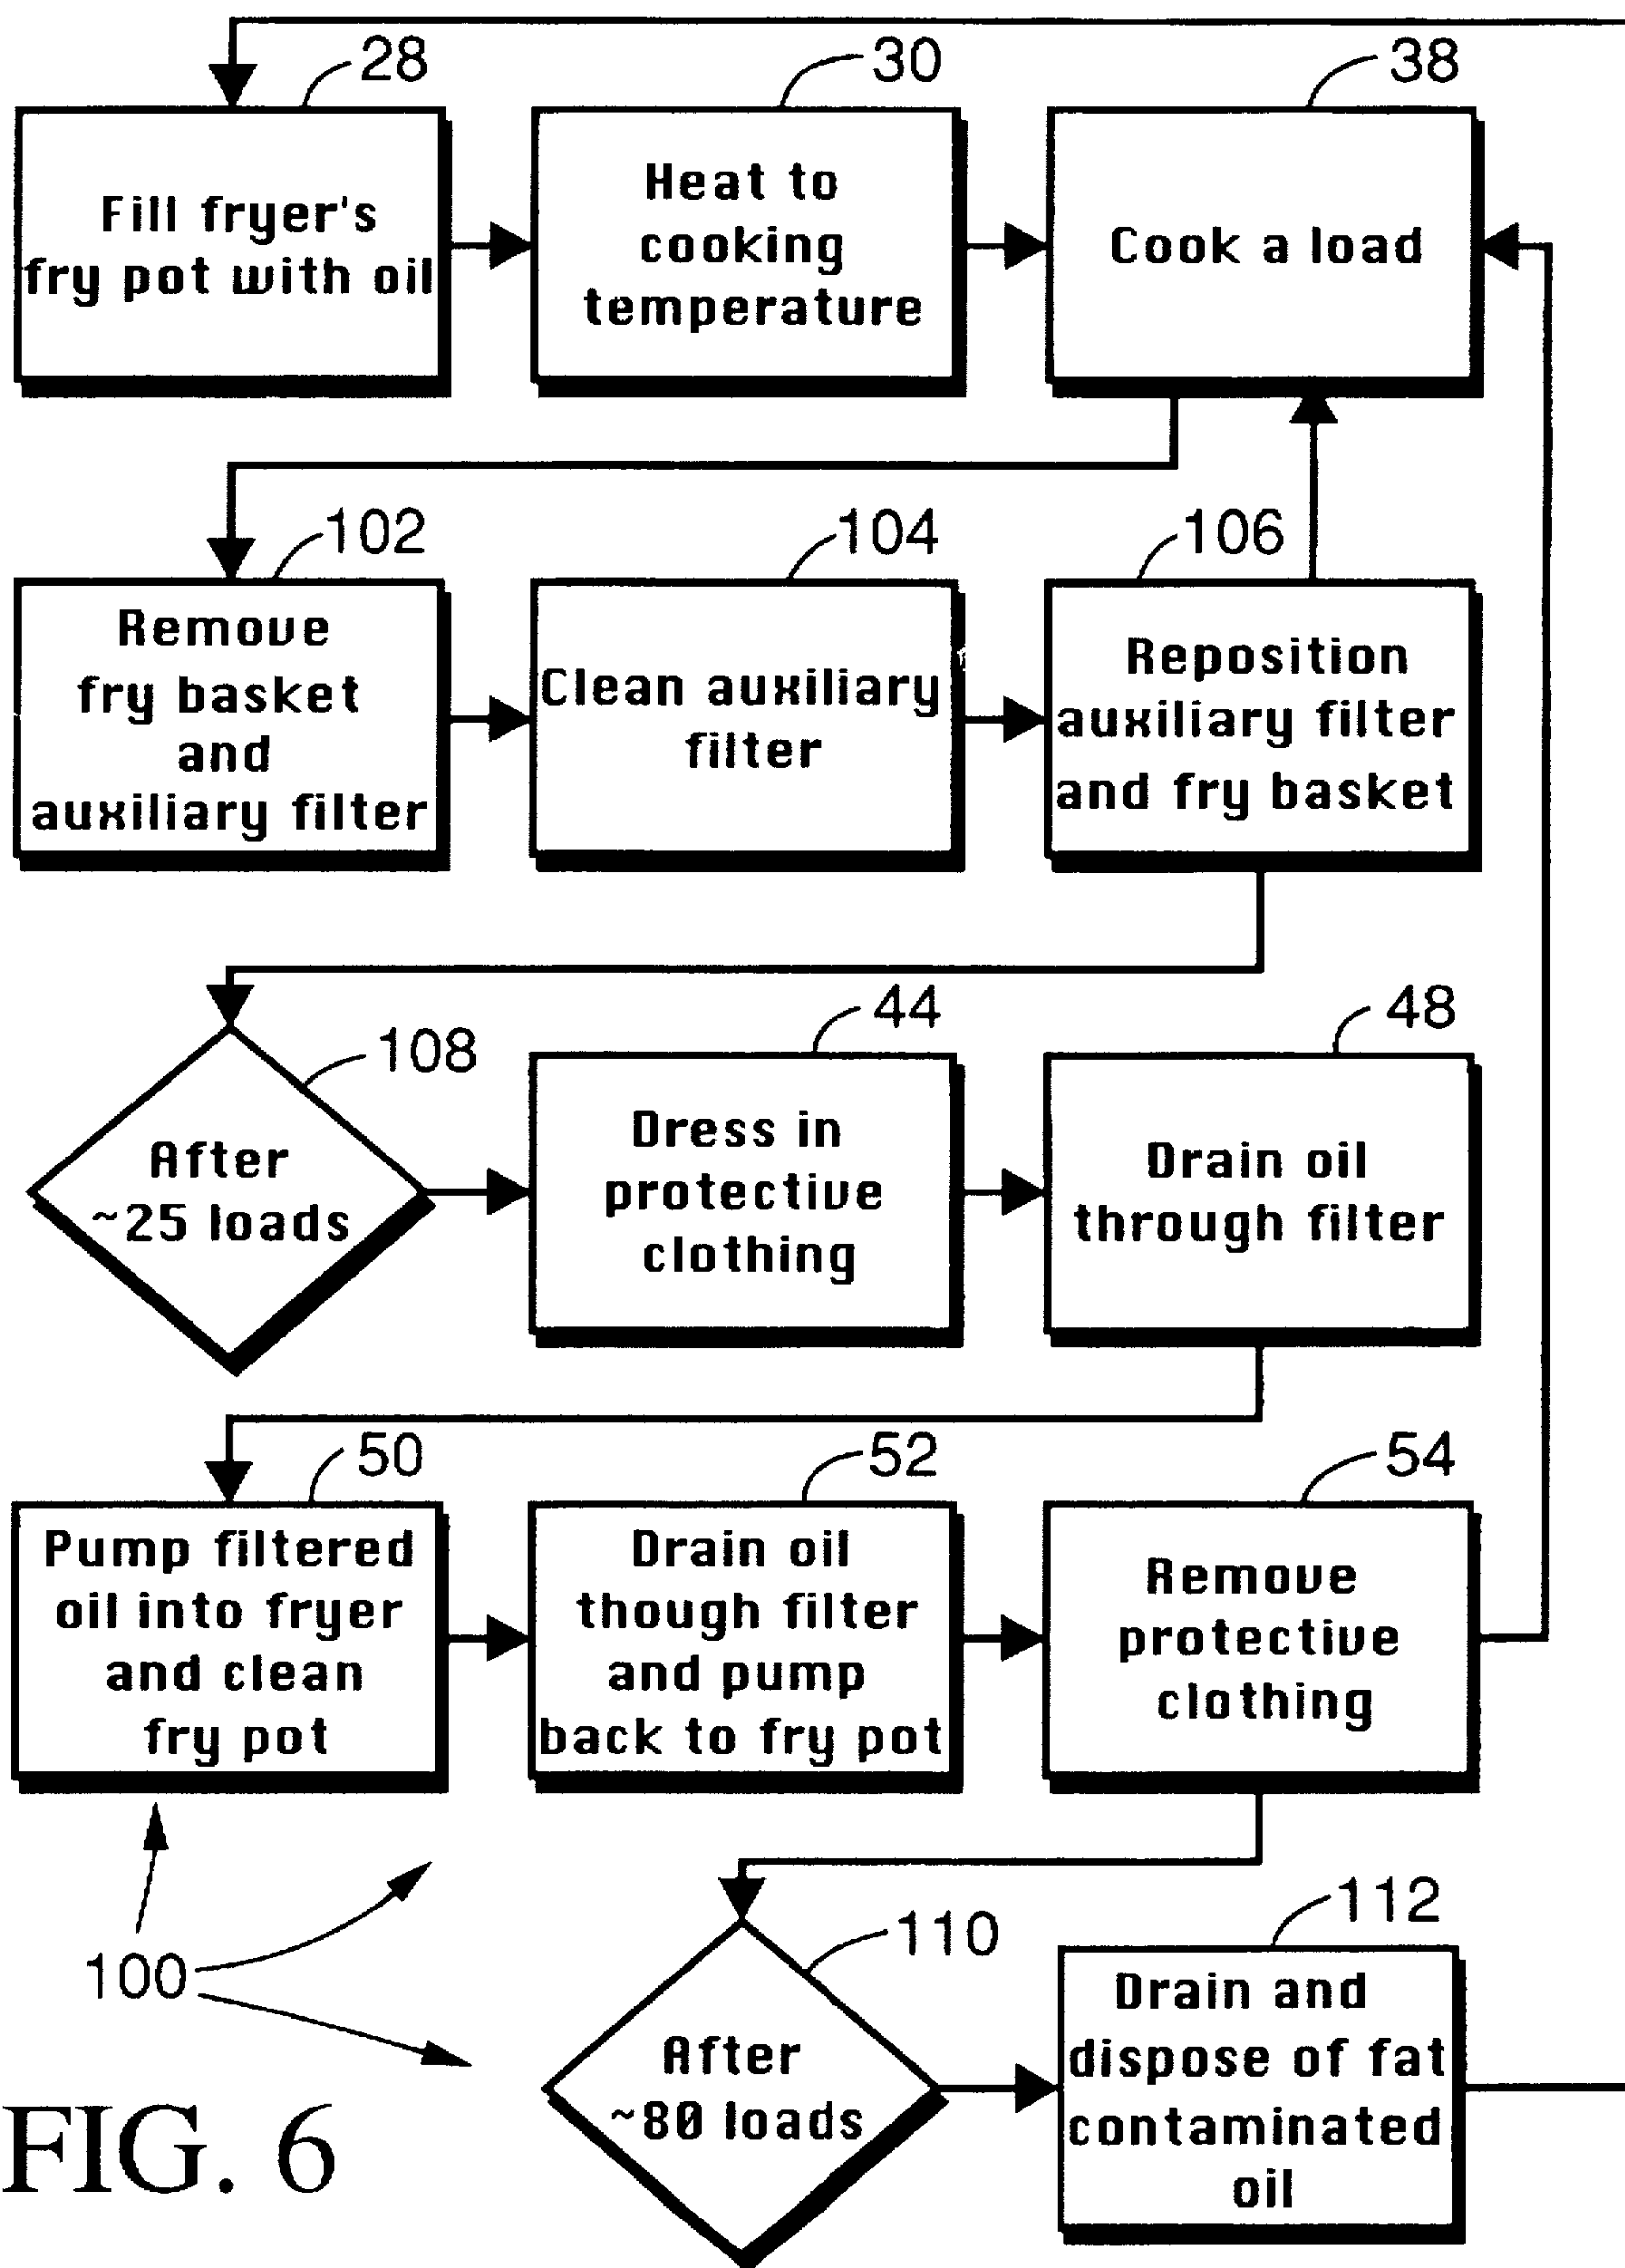 28
30
38
Fill fryer's
fry pot with oil
Heat to
cooking
temperature
Cook a load
102
104
106
Remove
fry basket
and
auxiliary filter
Clean auxiliary
filter
Reposition
auxiliary filter
and fry basket
108
44
48
After
~25 loads
Dress in
protective
clothing
Drain oil
through filter
50
52
54
Pump filtered
oil into fryer
and clean
fry pot
Drain oil
though filter
and pump
back to fry pot
Remove
protective
clothing
100
110
112
After
~80 loads
Drain and
dispose of fat
contaminated
oil
FIG. 6